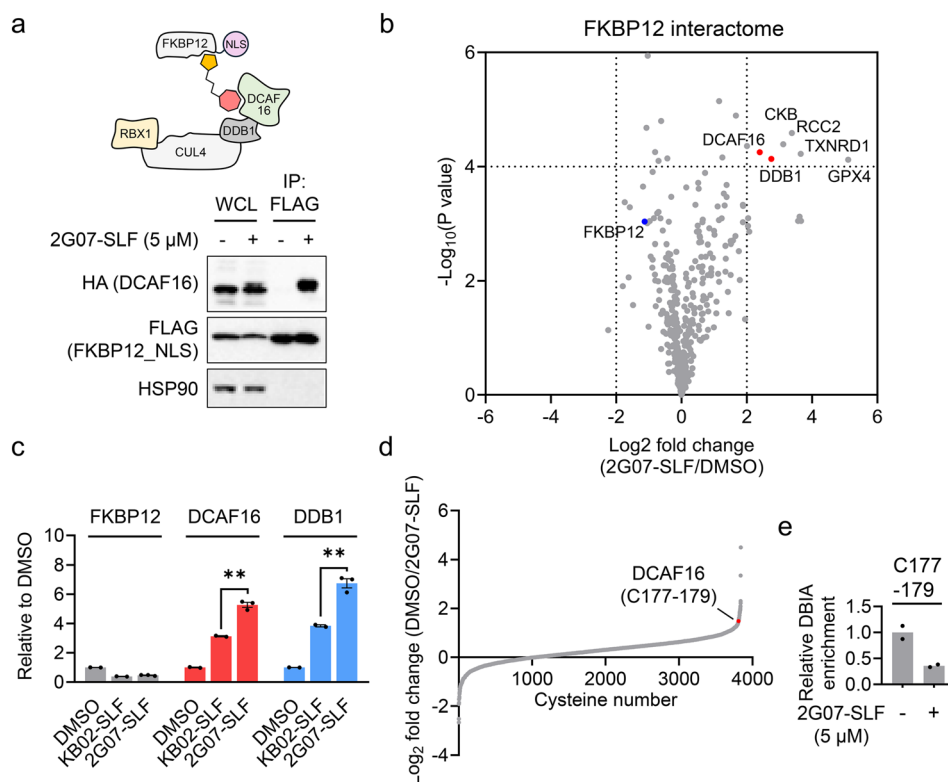 a
FKBP12
NLS
DCAF
16
RBX1
DDB1
CUL4
IP:
WCL FLAG
2G07-SLF (5 µM) - + - +
HA (DCAF16)
FLAG
(FKBP12_NLS)
HSP90
b
FKBP12 interactome
6
4
2
0
-Log10(P value)
CKB
RCC2
DCAF16
TXNRD1
DDB1
GPX4
FKBP12
-6 -4 -2 0 2 4 6
Log2 fold change
(2G07-SLF/DMSO)
c
FKBP12 DCAF16 DDB1
Relative to DMSO
10
8
6
4
2
0
** **
DMSO KB02-SLF 2G07-SLF DMSO KB02-SLF 2G07-SLF DMSO KB02-SLF 2G07-SLF
d
Log2 fold change (DMSO/2G07-SLF)
6
4
2
0
-2
-4
DCAF16
(C177-179)
1000 2000 3000 4000
Cysteine number
e
C177
-179
Relative DBIA
enrichment
1.5
1.0
0.5
0.0
2G07-SLF - +
(5 µM)